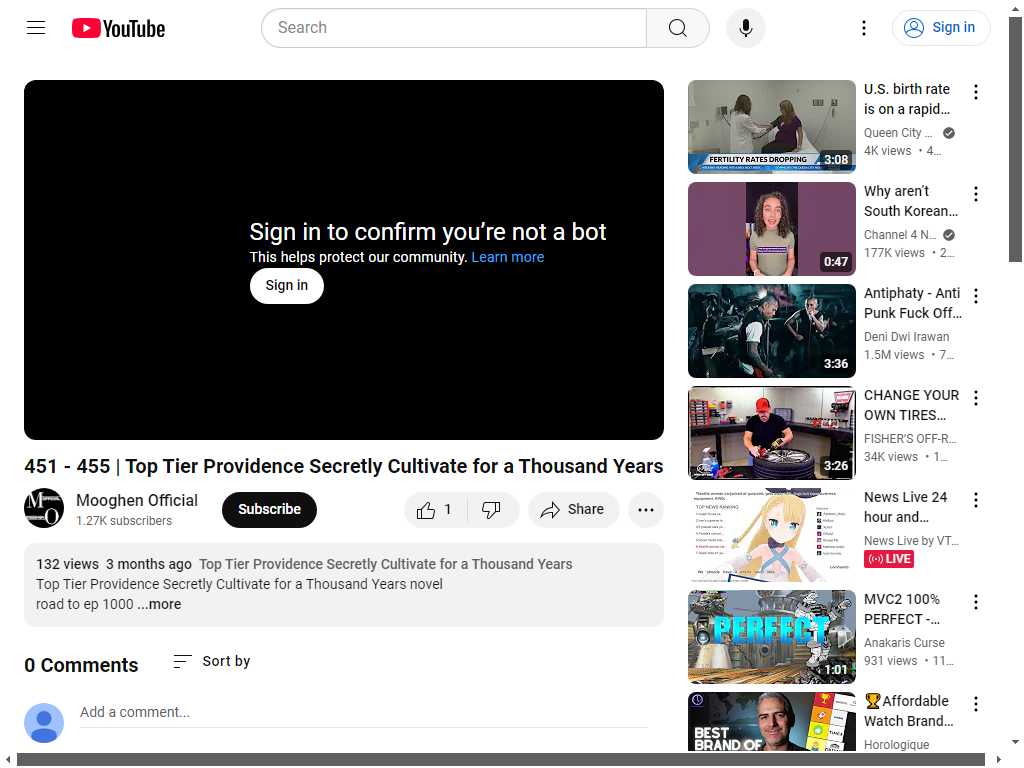 YouTube
Search
Sign in
Sign in to confirm you’re not a bot
This helps protect our community. Learn more
Sign in
451 - 455 | Top Tier Providence Secretly Cultivate for a Thousand Years
Mooghen Official
1.27K subscribers
Subscribe
1
Share
132 views 3 months ago Top Tier Providence Secretly Cultivate for a Thousand Years
Top Tier Providence Secretly Cultivate for a Thousand Years novel
road to ep 1000 ...more
0 Comments
Sort by
Add a comment...
FERTILITY RATES DROPPING
3:08
U.S. birth rate
is on a rapid...
Queen City ...
4K views • 4...
0:47
Why aren’t
South Korean...
Channel 4 N...
177K views • 2...
3:36
Antiphaty - Anti
Punk Fuck Off...
Deni Dwi Irawan
1.5M views • 7...
3:26
CHANGE YOUR
OWN TIRES...
FISHER'S OFF-R...
34K views • 1...
TOP NEWS RANKING
comments
News Live 24
hour and...
News Live by VT...
LIVE
PERFECT
1:01
MVC2 100%
PERFECT -...
Anakaris Curse
931 views • 11...
BEST
BRAND OF
🏆Affordable
Watch Brand...
Horologique